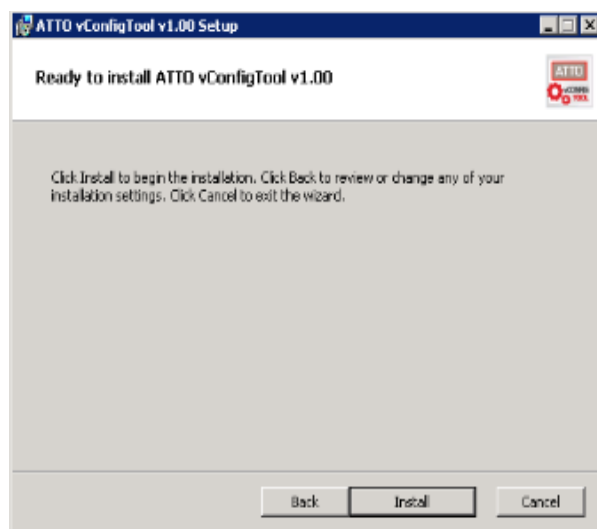 ATTO vConfigTool v1.00 Setup
Ready to install ATTO vConfigTool v1.00
ATTO
vCONFIG
TOOL
Click Install to begin the installation. Click Back to review or change any of your
installation settings. Click Cancel to exit the wizard.
Back
Install
Cancel